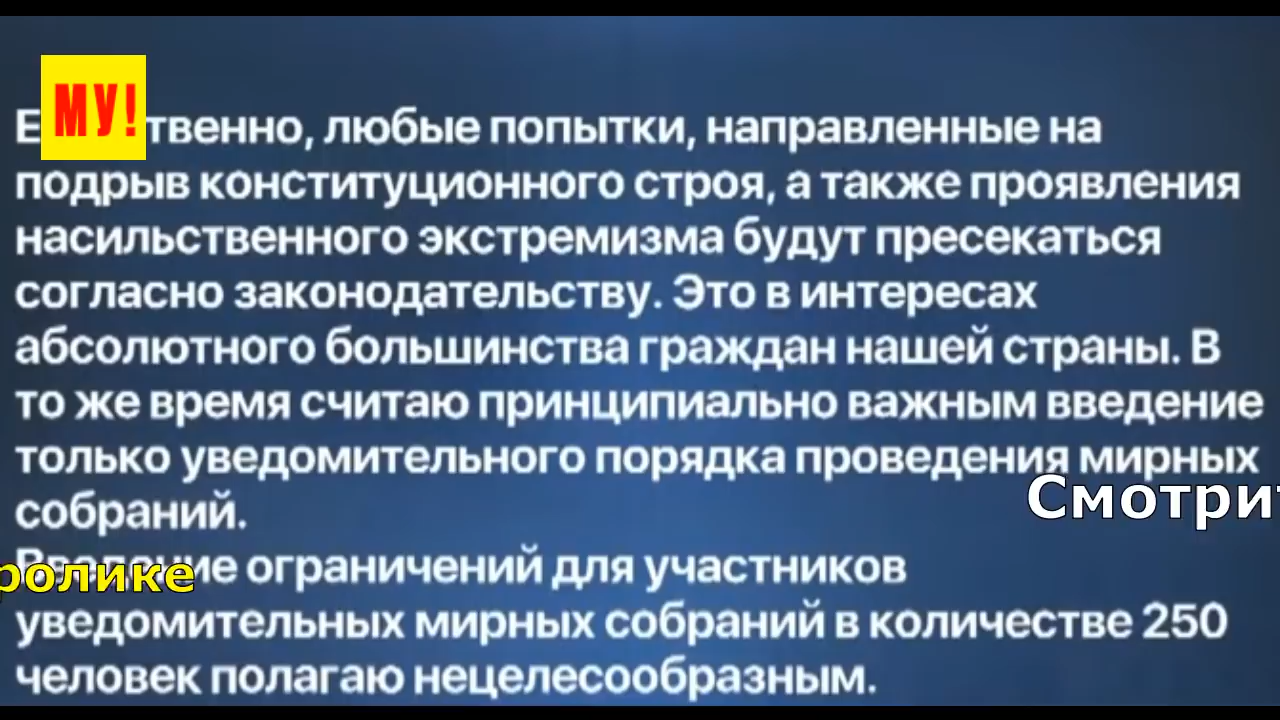 МУ!
твенно, любые попытки, направленные на
подрыв конституционного строя, а также проявления
насильственного экстремизма будут пресекаться
согласно законодательству. Это в интересах
абсолютного большинства граждан нашей страны. В
то же время считаю принципиально важным введение
только уведомительного порядка проведения мирных
Смотрит
собраний.
ролике
ограничений для участников
уведомительных мирных собраний в количестве 250
человек полагаю нецелесообразным.